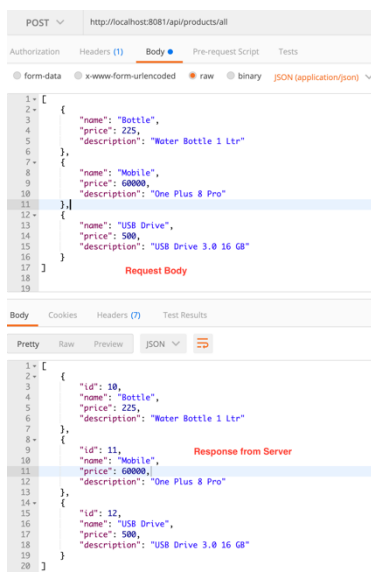 POST http://localhost:8081/api/products/all
Authorization Headers (1) Body Pre-request Script Tests
form-data x-www-form-urlencoded raw binary JSON (application/json)
1 [
2 {
3 "name": "Bottle",
4 "price": 225,
5 "description": "Water Bottle 1 Ltr"
6 },
7 {
8 "name": "Mobile",
9 "price": 60000,
10 "description": "One Plus 8 Pro"
11 },
12 {
13 "name": "USB Drive",
14 "price": 500,
15 "description": "USB Drive 3.0 16 GB"
16 }
17 ] Request Body
18
19
Body Cookies Headers (7) Test Results
Pretty Raw Preview JSON
1 [
2 {
3 "id": 10,
4 "name": "Bottle",
5 "price": 225,
6 "description": "Water Bottle 1 Ltr"
7 },
8 {
9 "id": 11, Response from Server
10 "name": "Mobile",
11 "price": 60000,
12 "description": "One Plus 8 Pro"
13 },
14 {
15 "id": 12,
16 "name": "USB Drive",
17 "price": 500,
18 "description": "USB Drive 3.0 16 GB"
19 }
20 ]